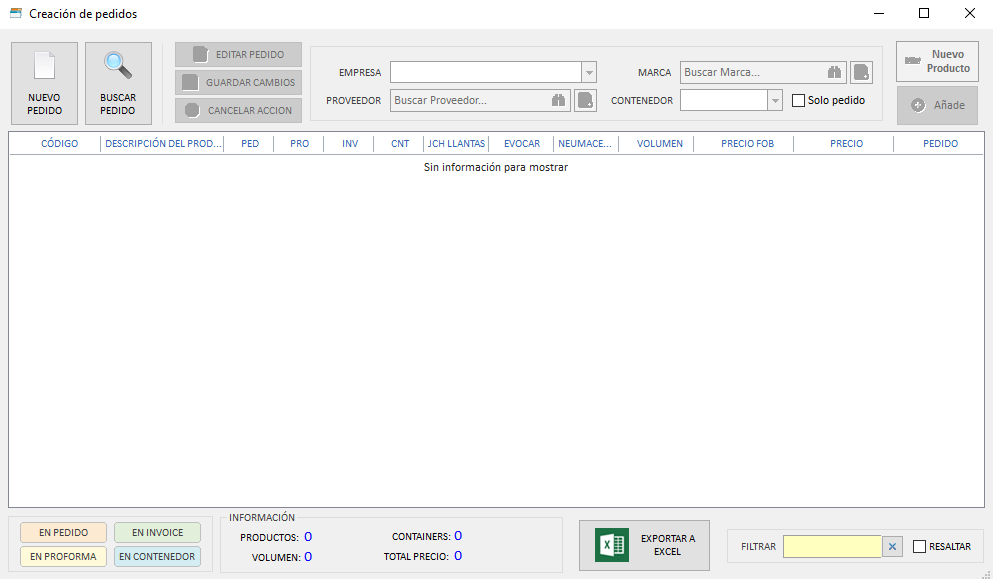 Creación de pedidos
NUEVO
PEDIDO
BUSCAR
PEDIDO
EDITAR PEDIDO
GUARDAR CAMBIOS
CANCELAR ACCION
EMPRESA
MARCA
Buscar Marca...
PROVEEDOR
Buscar Proveedor...
CONTENEDOR
Solo pedido
Nuevo
Producto
Añade
CÓDIGO DESCRIPCIÓN DEL PROD... PED PRO INV CNT JCH LLANTAS EVOCAR NEUMACE... VOLUMEN PRECIO FOB PRECIO PEDIDO
Sin información para mostrar
EN PEDIDO
EN INVOICE
EN PROFORMA
EN CONTENEDOR
INFORMACIÓN
PRODUCTOS: 0
CONTAINERS: 0
VOLUMEN: 0
TOTAL PRECIO: 0
EXPORTAR A
EXCEL
FILTRAR
RESALTAR